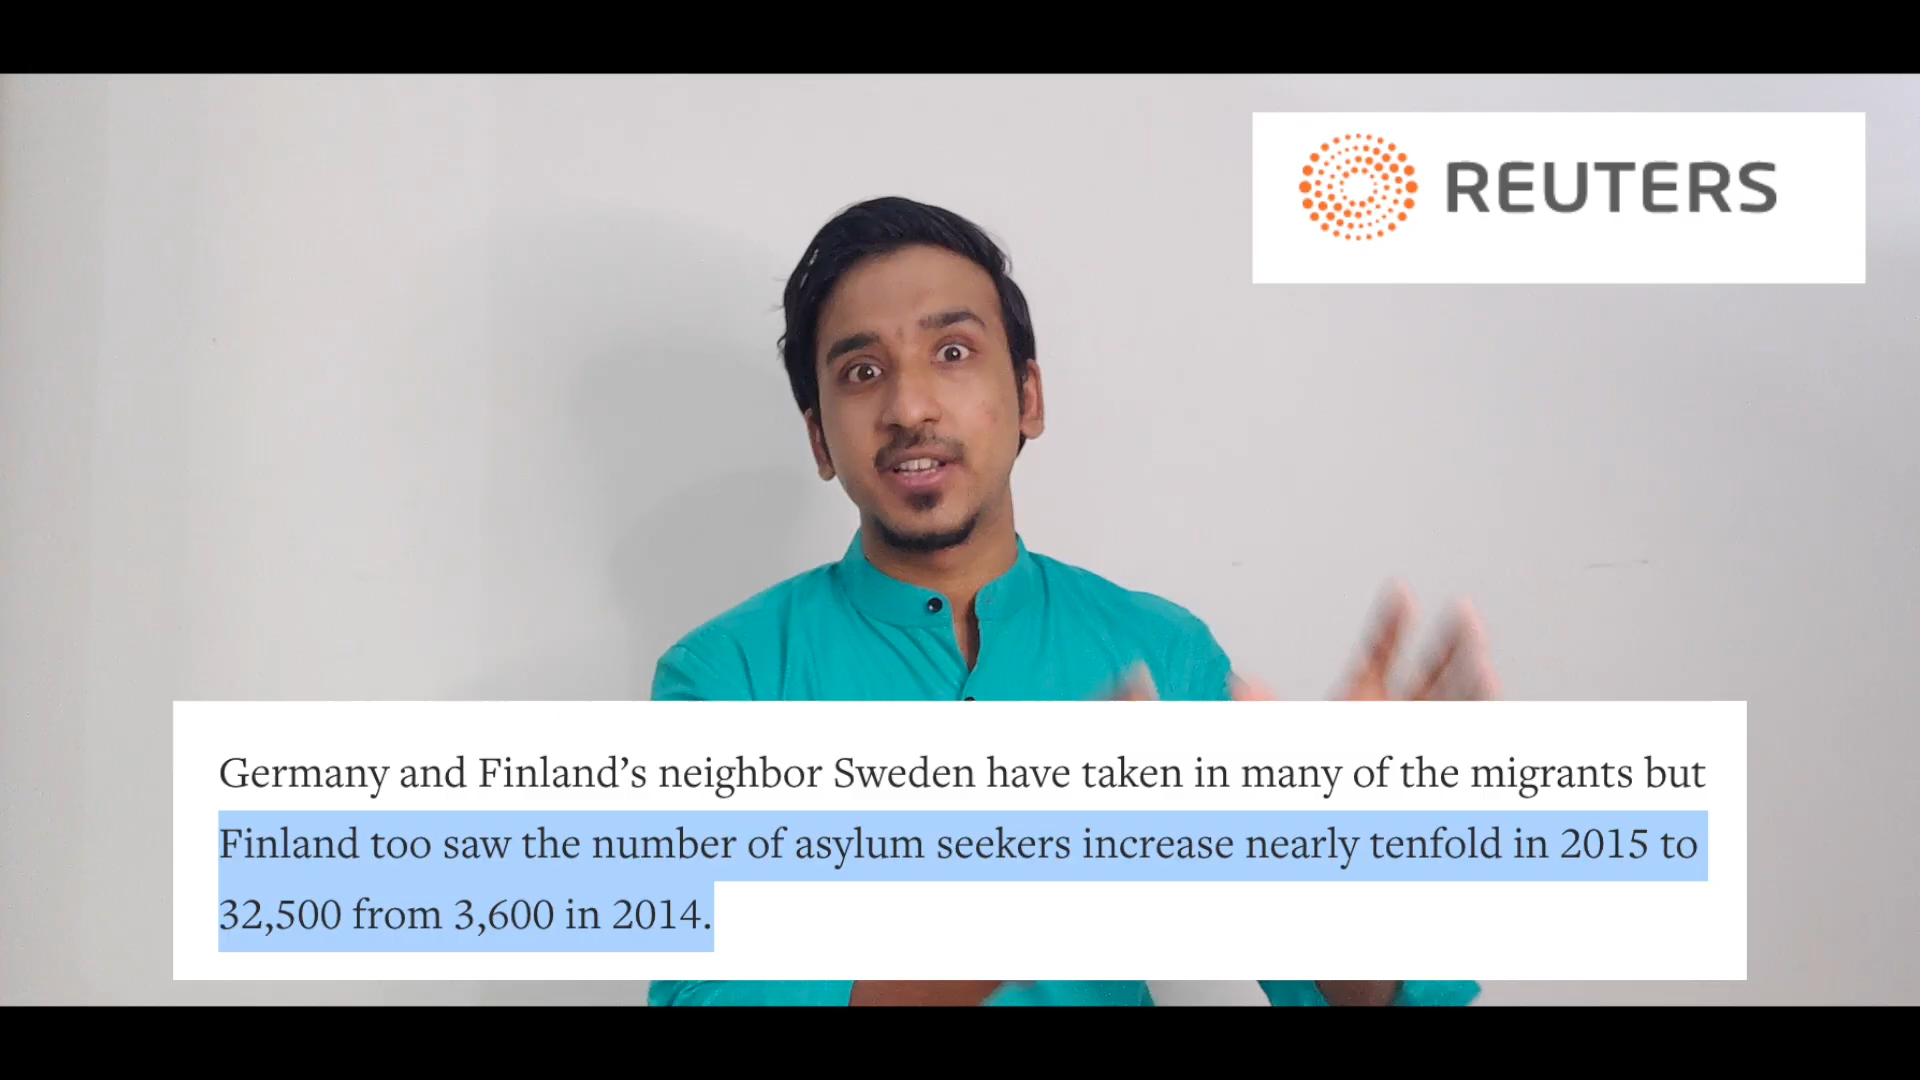 REUTERS
Germany and Finland’s neighbor Sweden have taken in many of the migrants but
Finland too saw the number of asylum seekers increase nearly tenfold in 2015 to
32,500 from 3,600 in 2014.